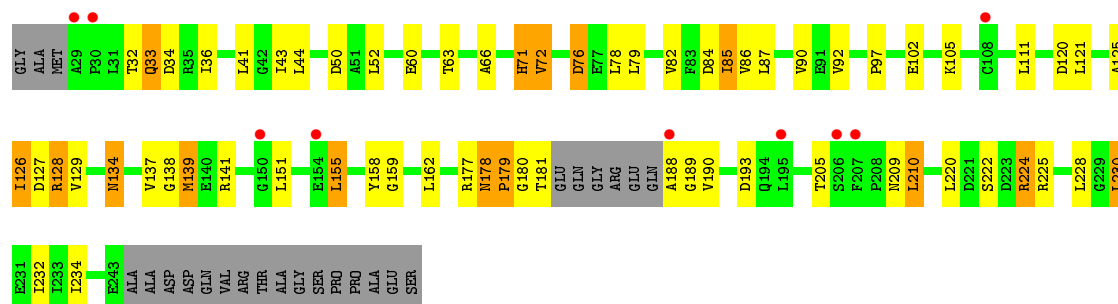 GLY ALA MET A29 P30 L31 T32 Q33 D34 R35 I36 L41 G42 I43 L44 D50 A51 L52 E60 T63 A66 H71 V72 D76 E77 L78 L79 V82 F83 D84 I85 V86 L87 V90 E91 V92 P97 E102 K105 C108 L111 D120 L121 A125
I126 D127 R128 V129 N134 V137 G138 M139 E140 R141 G150 L151 E154 L155 Y158 G159 L162 R177 N178 P179 G180 T181 GLU GLN GLY ARG GLU GLN A188 G189 V190 D193 Q194 L195 T205 S206 F207 P208 N209 L210 L220 D221 S222 D223 R224 R225 L228 G229 L230
E231 I232 I233 I234 E243 ALA ALA ASP ASP GLN VAL ARG THR ALA GLY SER PRO PRO ALA GLU SER